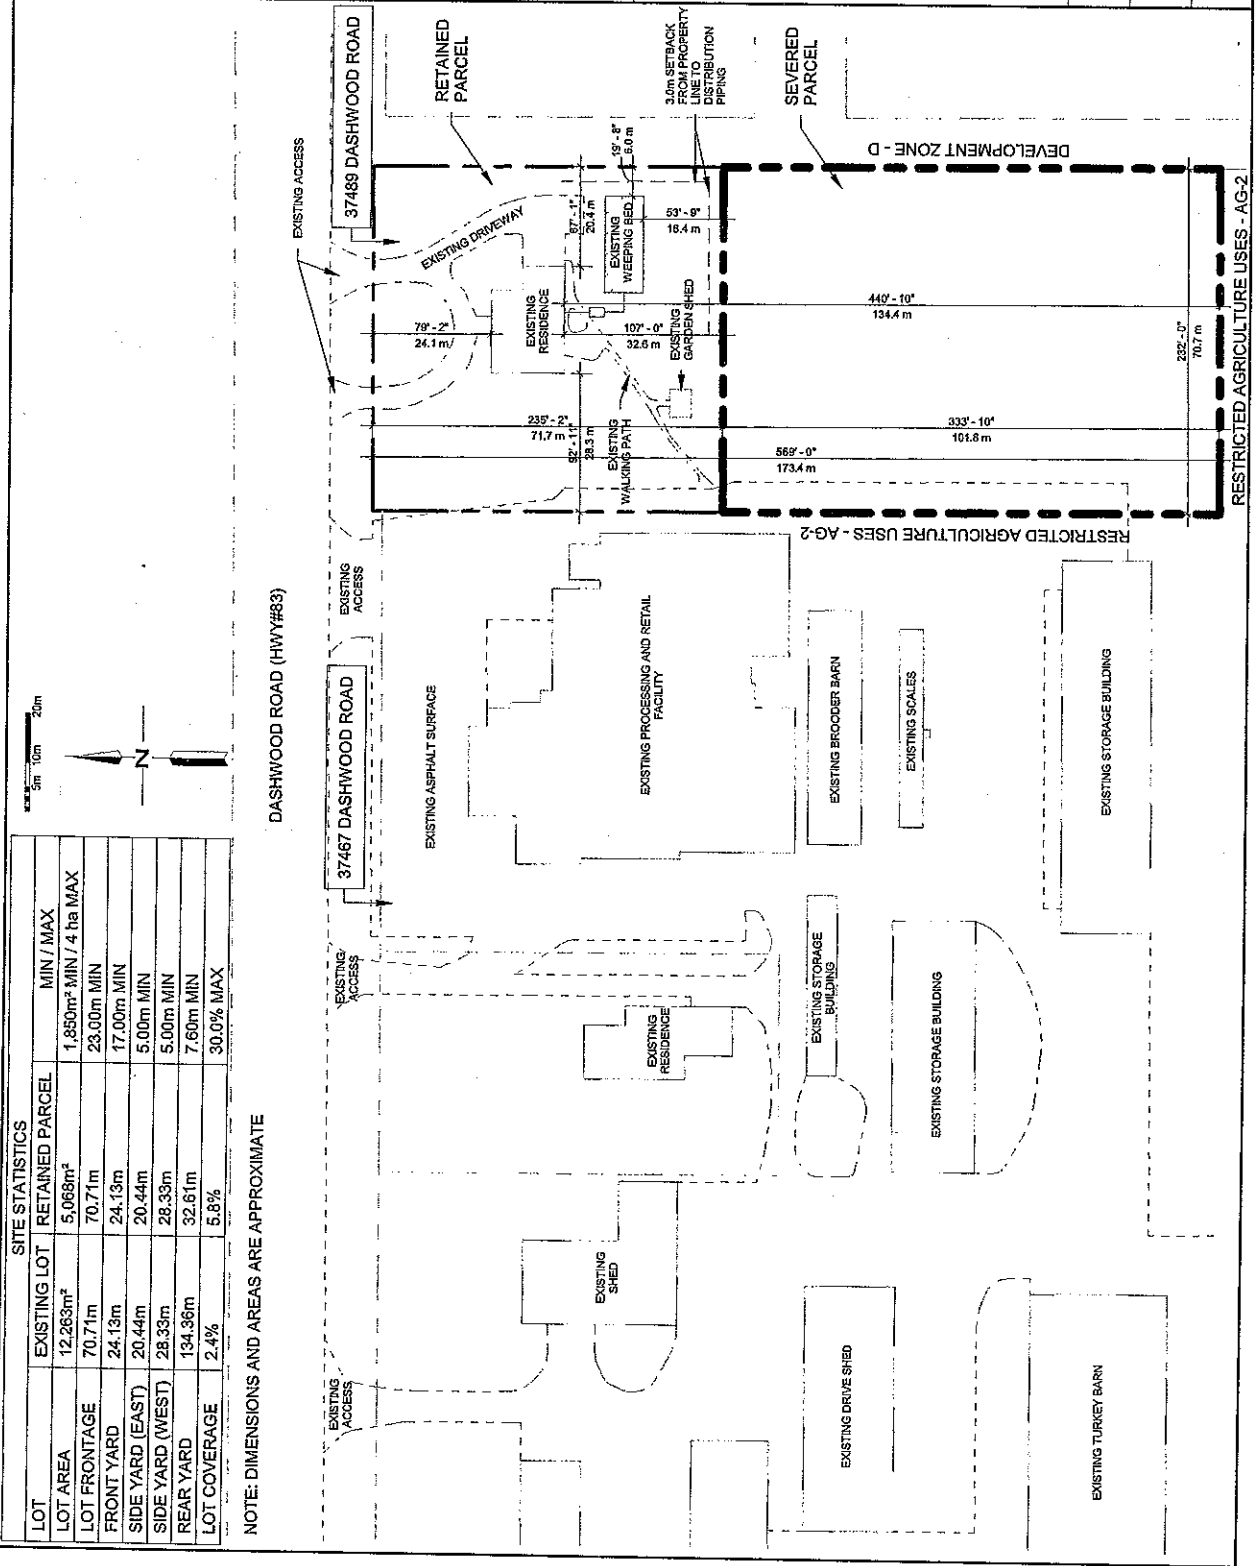 SITE STATISTICS
LOT EXISTING LOT RETAINED PARCEL MIN / MAX
LOT AREA 12,263m² 5,068m² 1,850m² MIN / 4 ha MAX
LOT FRONTAGE 70.71m 70.71m 23.00m MIN
FRONT YARD 24.13m 24.13m 17.00m MIN
SIDE YARD (EAST) 20.44m 20.44m 5.00m MIN
SIDE YARD (WEST) 28.33m 28.33m 5.00m MIN
REAR YARD 134.36m 32.61m 7.60m MIN
LOT COVERAGE 2.4% 5.8% 30.0% MAX
NOTE: DIMENSIONS AND AREAS ARE APPROXIMATE
5m 10m 20m
N
DASHWOOD ROAD (HWY#83)
EXISTING
ACCESS
EXISTING
ACCESS
37467 DASHWOOD ROAD
EXISTING
ACCESS
EXISTING ACCESS
37489 DASHWOOD ROAD
RETAINED
PARCEL
EXISTING DRIVEWAY
79' - 2"
24.1 m
EXISTING
RESIDENCE
67' - 1"
20.4 m
19' - 8"
6.0 m
EXISTING
WEEPING BED
53' - 9"
16.4 m
3.0m SETBACK
FROM PROPERTY
LINE TO
DISTRIBUTION
PIPING
107' - 0"
32.6 m
EXISTING
GARDEN SHED
235' - 2"
71.7 m
92' - 11"
28.3 m
EXISTING
WALKING PATH
SEVERED
PARCEL
DEVELOPMENT ZONE - D
440' - 10"
134.4 m
333' - 10"
101.8 m
569' - 0"
173.4 m
232' - 0"
70.7 m
RESTRICTED AGRICULTURE USES - AG-2
RESTRICTED AGRICULTURE USES - AG-2
EXISTING ASPHALT SURFACE
EXISTING PROCESSING AND RETAIL
FACILITY
EXISTING BROODER BARN
EXISTING SCALES
EXISTING STORAGE BUILDING
EXISTING
RESIDENCE
EXISTING STORAGE
BUILDING
EXISTING STORAGE BUILDING
EXISTING
SHED
EXISTING DRIVE SHED
EXISTING TURKEY BARN